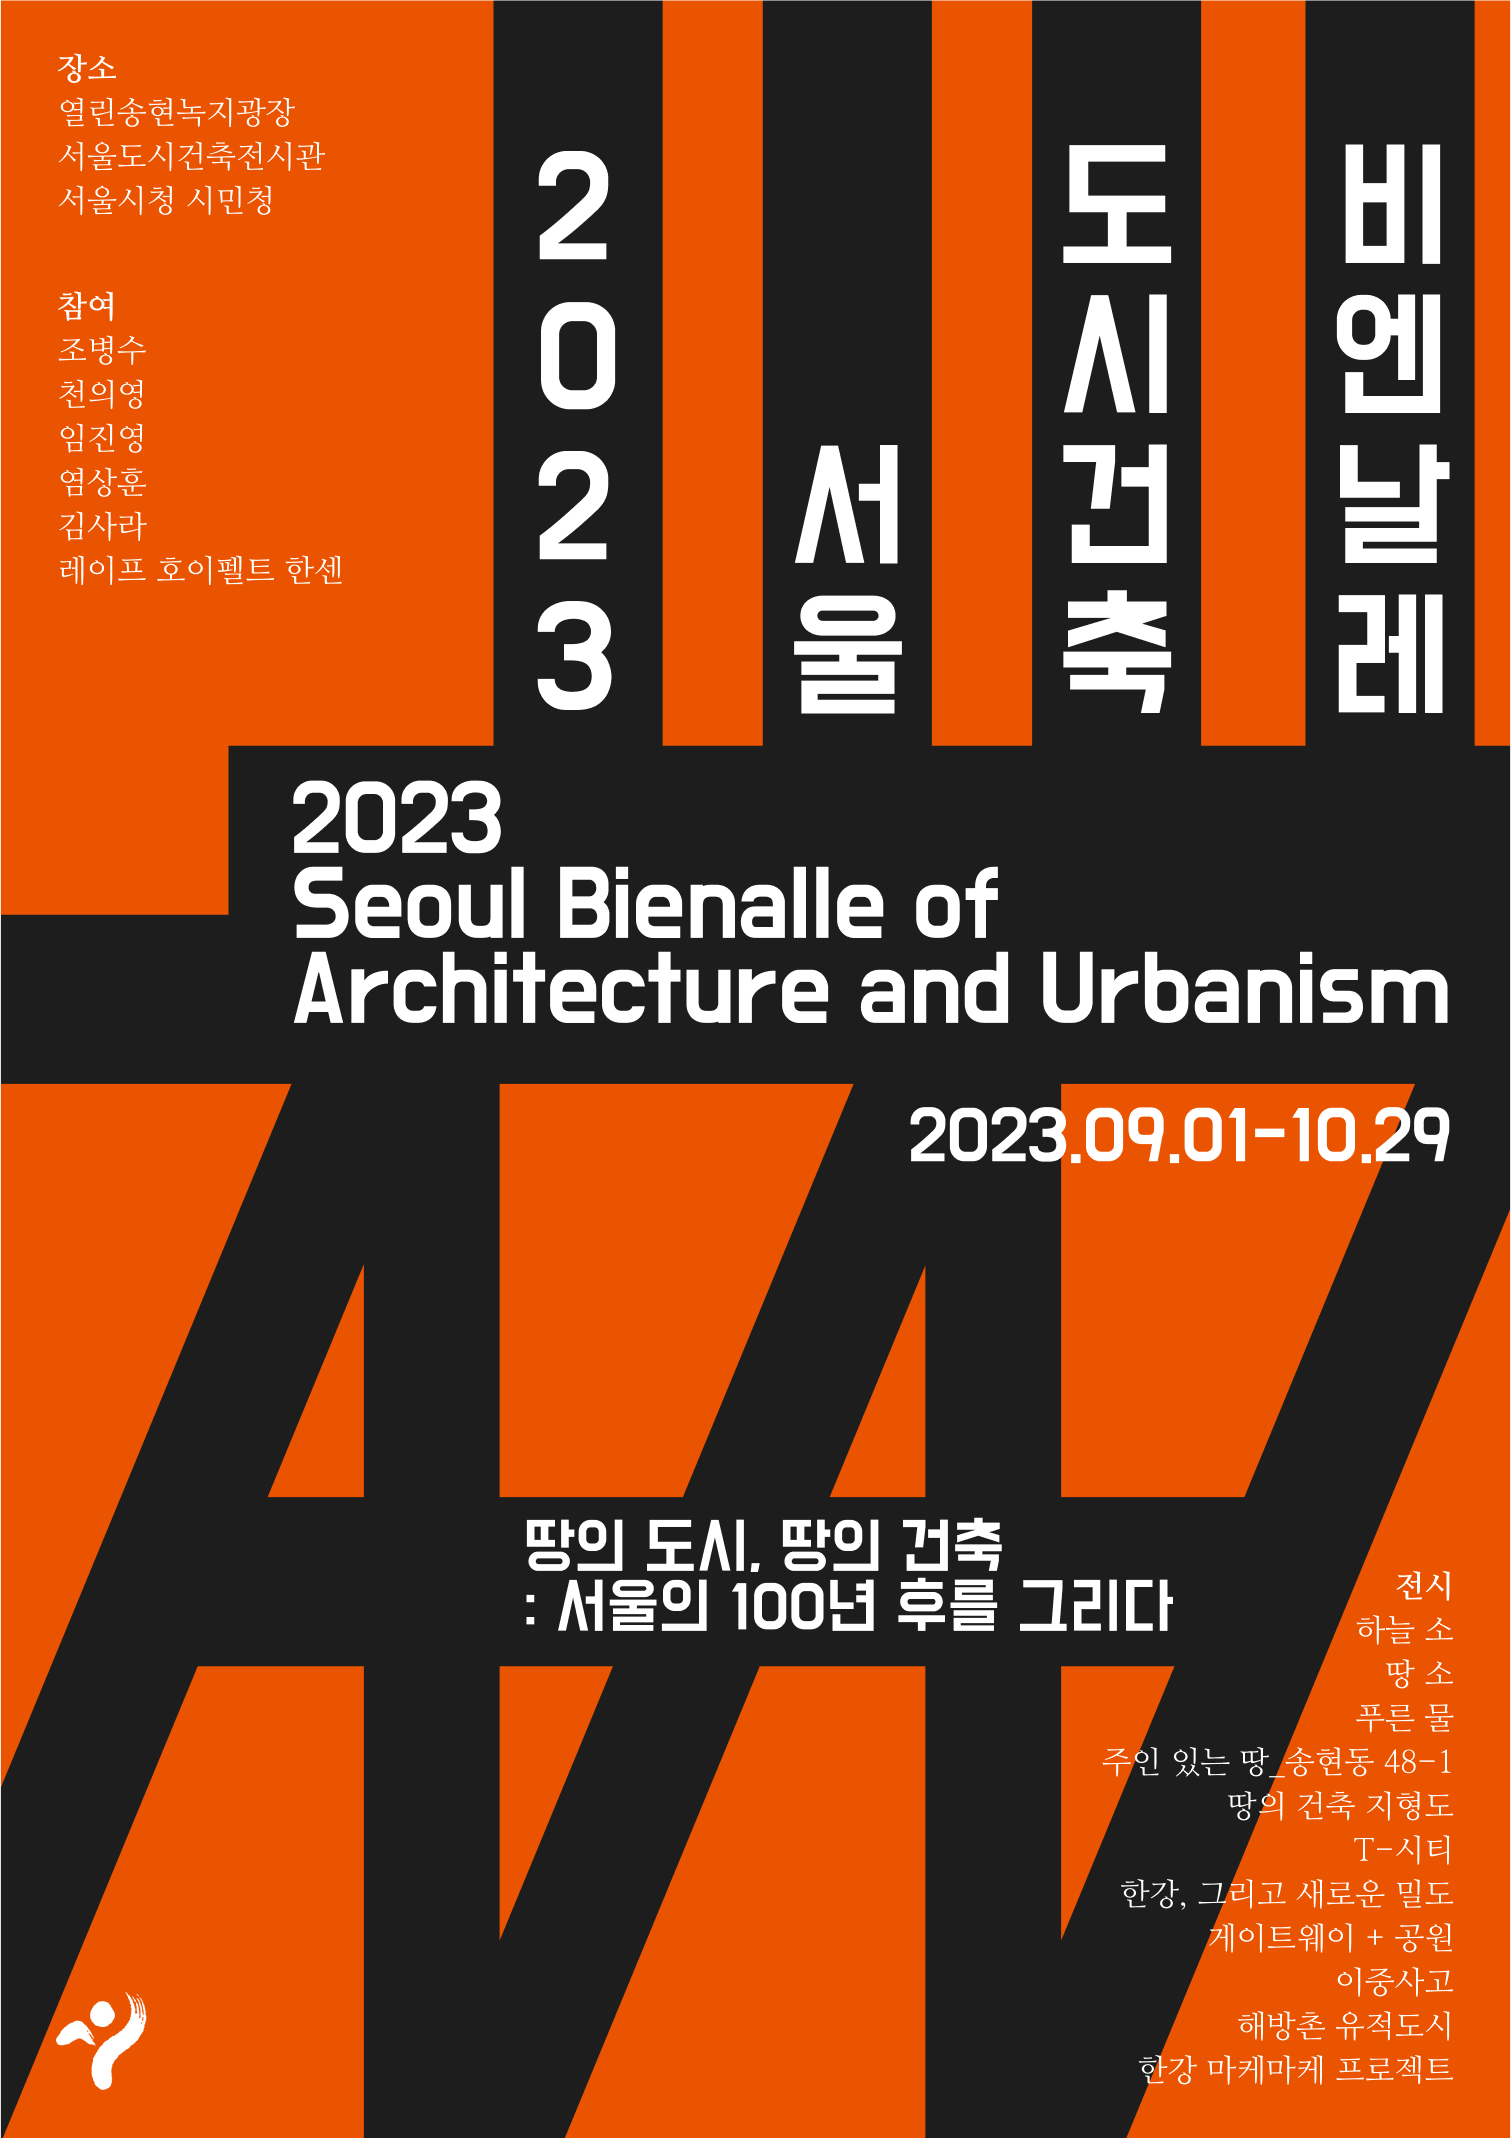 장소
열린송현녹지광장
서울도시건축전시관
서울시청 시민청
참여
조병수
천의영
임진영
염상훈
김사라
레이프 호이펠트 한센
2023
서울
도시건축
비엔날레
2023
Seoul Bienalle of
Architecture and Urbanism
2023.09.01-10.29
땅의 도시, 땅의 건축
: 서울의 100년 후를 그리다
전시
하늘 소
땅 소
푸른 물
주인 있는 땅_송현동 48-1
땅의 건축 지형도
T-시티
한강, 그리고 새로운 밀도
게이트웨이 + 공원
이중사고
해방촌 유적도시
한강 마케마케 프로젝트